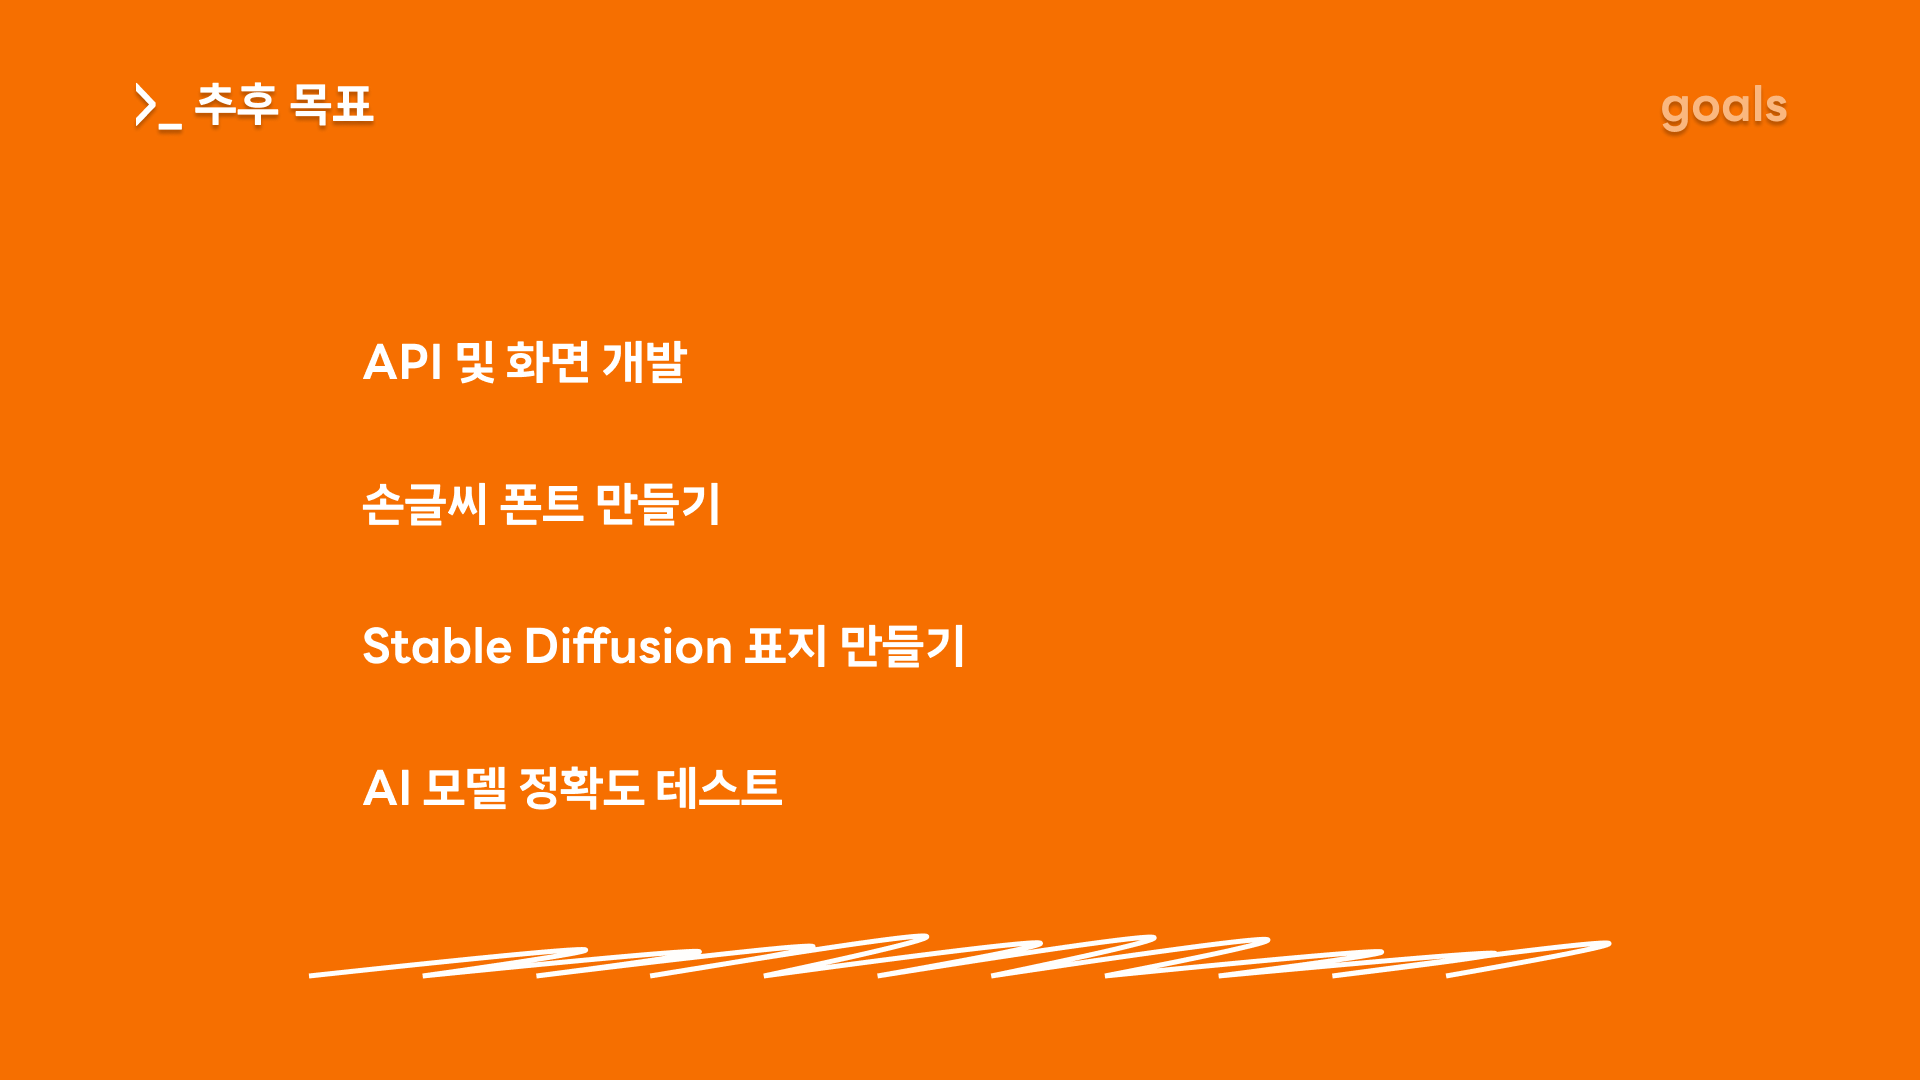 >_ 추후 목표
goals
API 및 화면 개발
손글씨 폰트 만들기
Stable Diffusion 표지 만들기
AI 모델 정확도 테스트